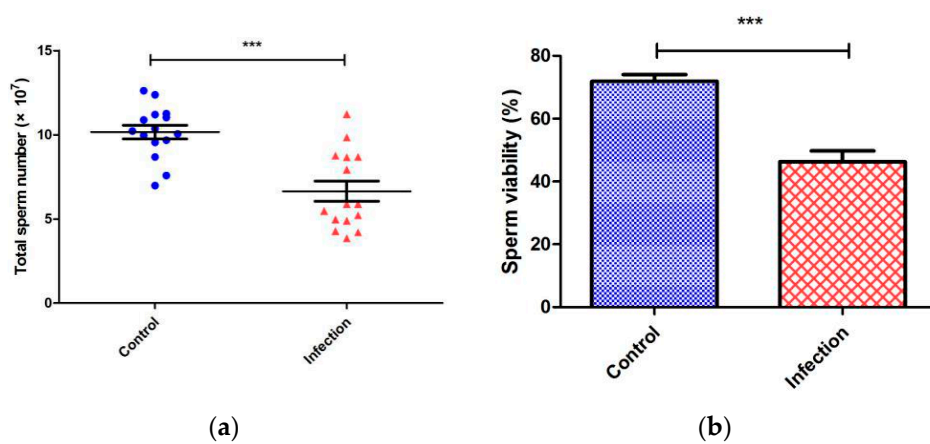 ***
Total sperm number (× 10⁷)
15
10
5
0
Control
Infection
(a)
***
Sperm viability (%)
80
60
40
20
0
Control
Infection
(b)